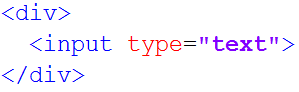 <div>
  <input type="text">
</div>